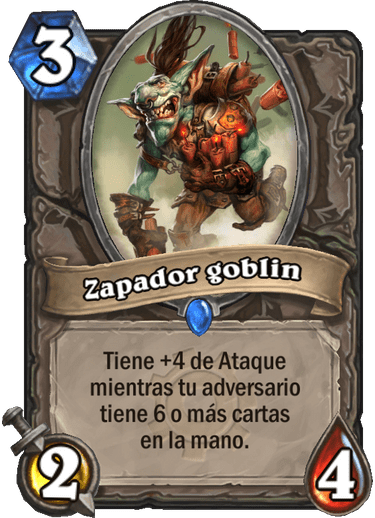 3
Zapador goblin
Tiene +4 de Ataque
mientras tu adversario
tiene 6 o más cartas
en la mano.
2
4